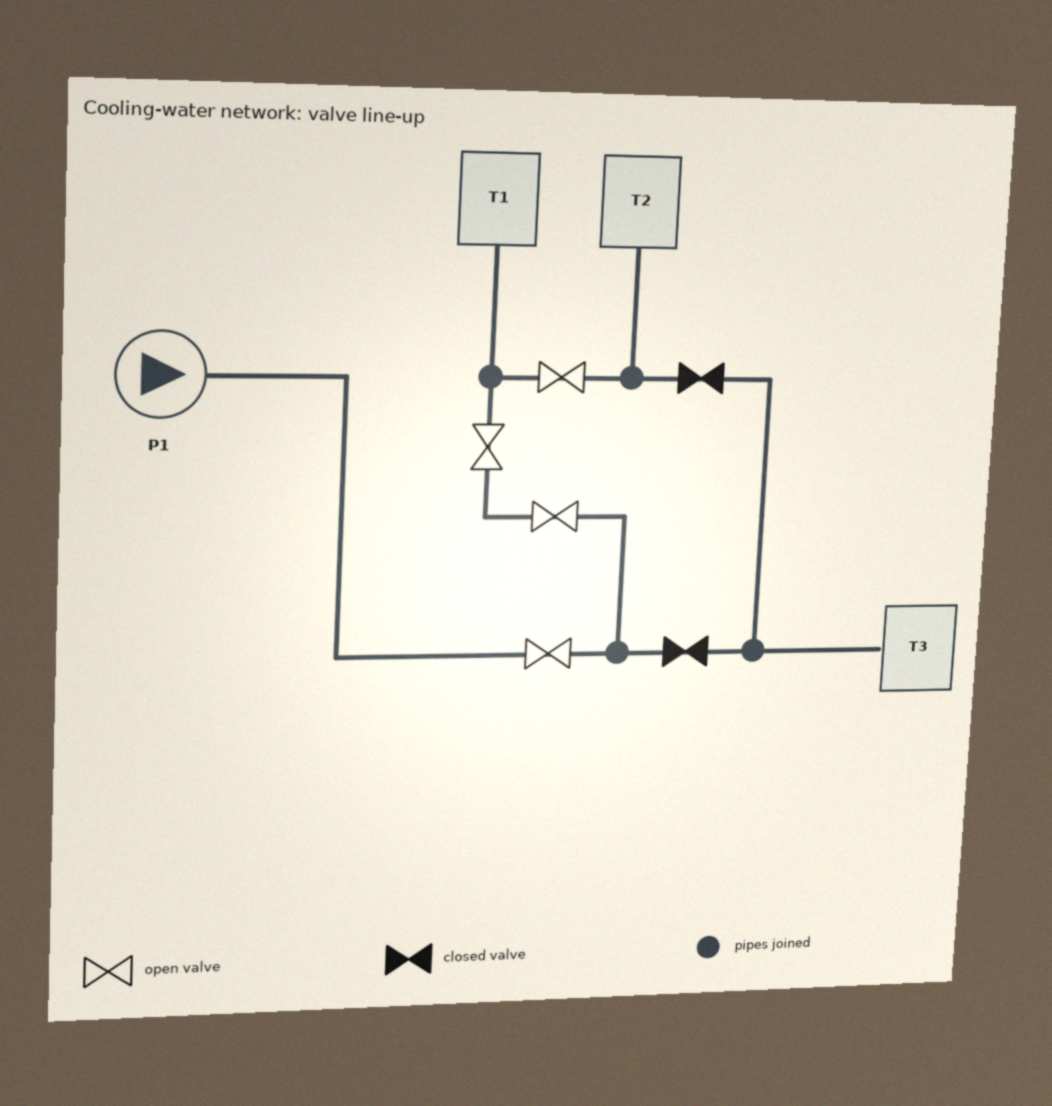 Cooling-water network: valve line-up
T1
T2
P1
T3
open valve
closed valve
pipes joined